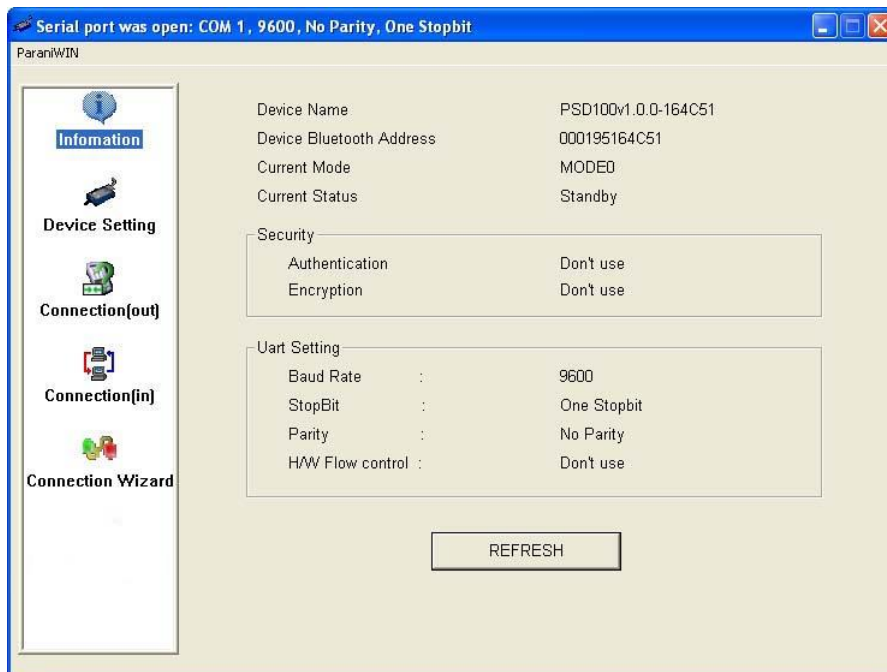 Serial port was open: COM 1, 9600, No Parity, One Stopbit
ParaniWIN
Infomation
Device Setting
Connection(out)
Connection(in)
Connection Wizard
Device Name PSD100v1.0.0-164C51
Device Bluetooth Address 000195164C51
Current Mode MODE0
Current Status Standby
Security
Authentication Don't use
Encryption Don't use
Uart Setting
Baud Rate : 9600
StopBit : One Stopbit
Parity : No Parity
H/W Flow control : Don't use
REFRESH